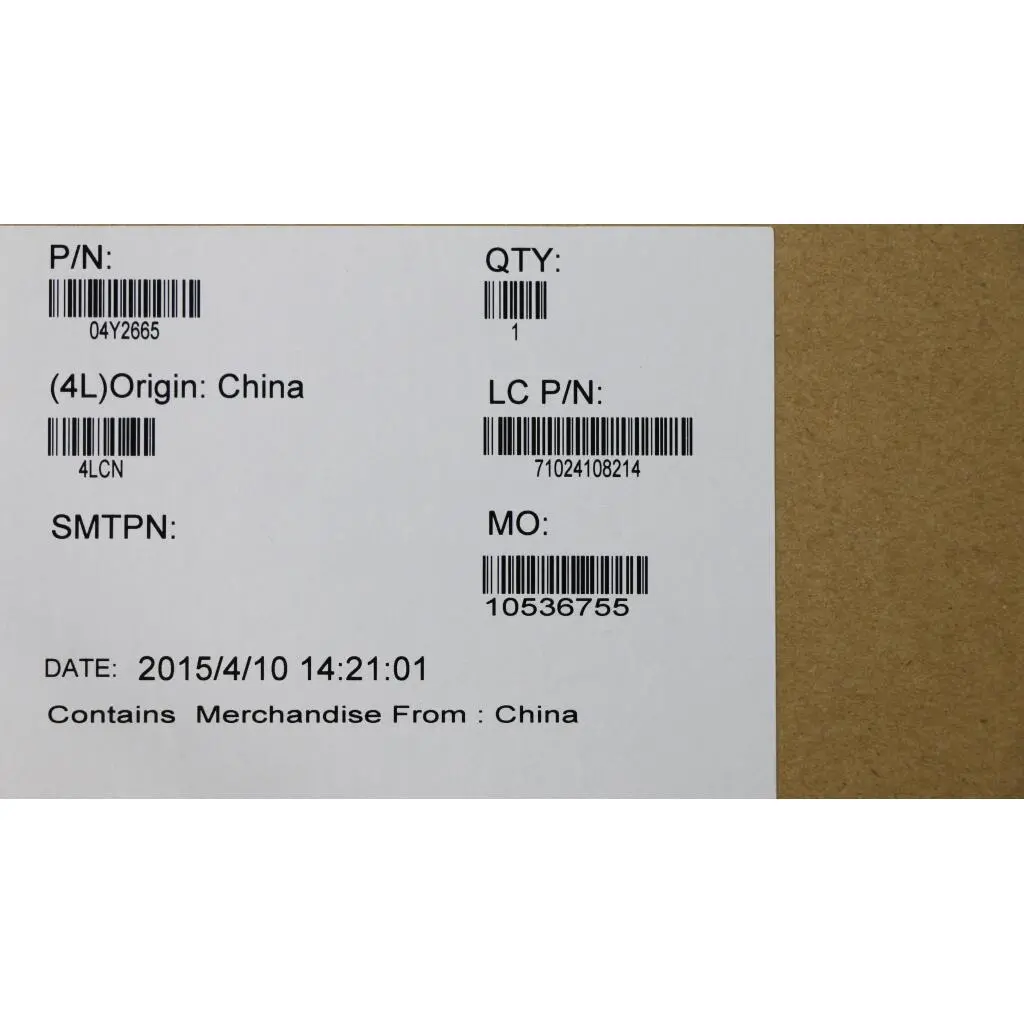 P/N:
04Y2665
QTY:
1
(4L)Origin: China
4LCN
LC P/N:
71024108214
SMTPN:
MO:
10536755
DATE: 2015/4/10 14:21:01
Contains Merchandise From : China